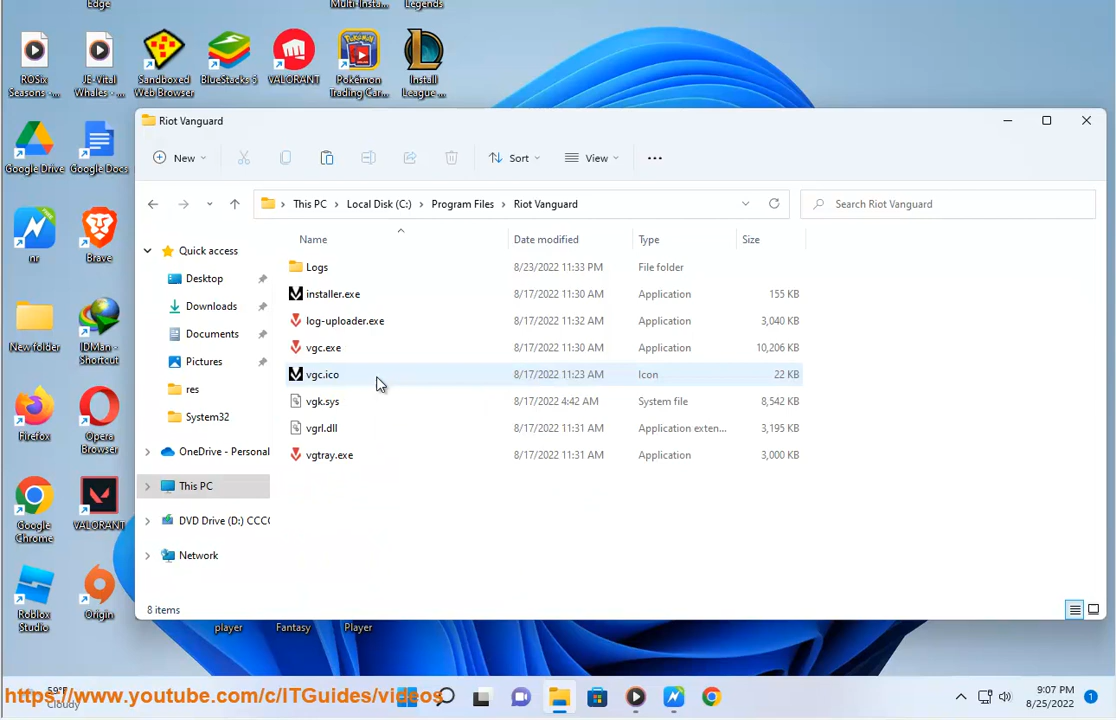 Edge
Multi-Insta...
Legends
ROSix
Seasons -...
JE-Vital
Whales -...
Sandboxed
Web Browser
BlueStacks 5
VALORANT
Pokémon
Trading Car...
Install
League ...
Google Drive
Google Docs
nr
Brave
New folder
IDMan -
Shortcut
Firefox
Opera
Browser
Google
Chrome
VALORANT
Roblox
Studio
Origin
Riot Vanguard
New
Sort
View
This PC > Local Disk (C:) > Program Files > Riot Vanguard
Search Riot Vanguard
Quick access
Desktop
Downloads
Documents
Pictures
res
System32
OneDrive - Personal
This PC
DVD Drive (D:) CCC
Network
Name Date modified Type Size
Logs 8/23/2022 11:33 PM File folder
installer.exe 8/17/2022 11:30 AM Application 155 KB
log-uploader.exe 8/17/2022 11:32 AM Application 3,040 KB
vgc.exe 8/17/2022 11:30 AM Application 10,206 KB
vgc.ico 8/17/2022 11:23 AM Icon 22 KB
vgk.sys 8/17/2022 4:42 AM System file 8,542 KB
vgrl.dll 8/17/2022 11:31 AM Application exten... 3,195 KB
vgtray.exe 8/17/2022 11:31 AM Application 3,000 KB
8 items
player
Fantasy
Player
59°F
Cloudy
https://www.youtube.com/c/ITGuides/videos
9:07 PM
8/25/2022
1